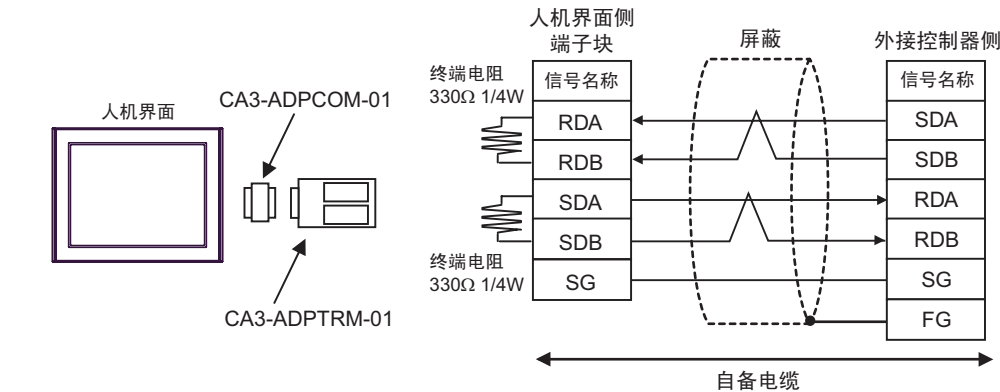 人机界面
CA3-ADPCOM-01
CA3-ADPTRM-01
人机界面侧
端子块
屏蔽
外接控制器侧
终端电阻
330Ω 1/4W
信号名称
RDA
RDB
SDA
SDB
SG
终端电阻
330Ω 1/4W
信号名称
SDA
SDB
RDA
RDB
SG
FG
自备电缆